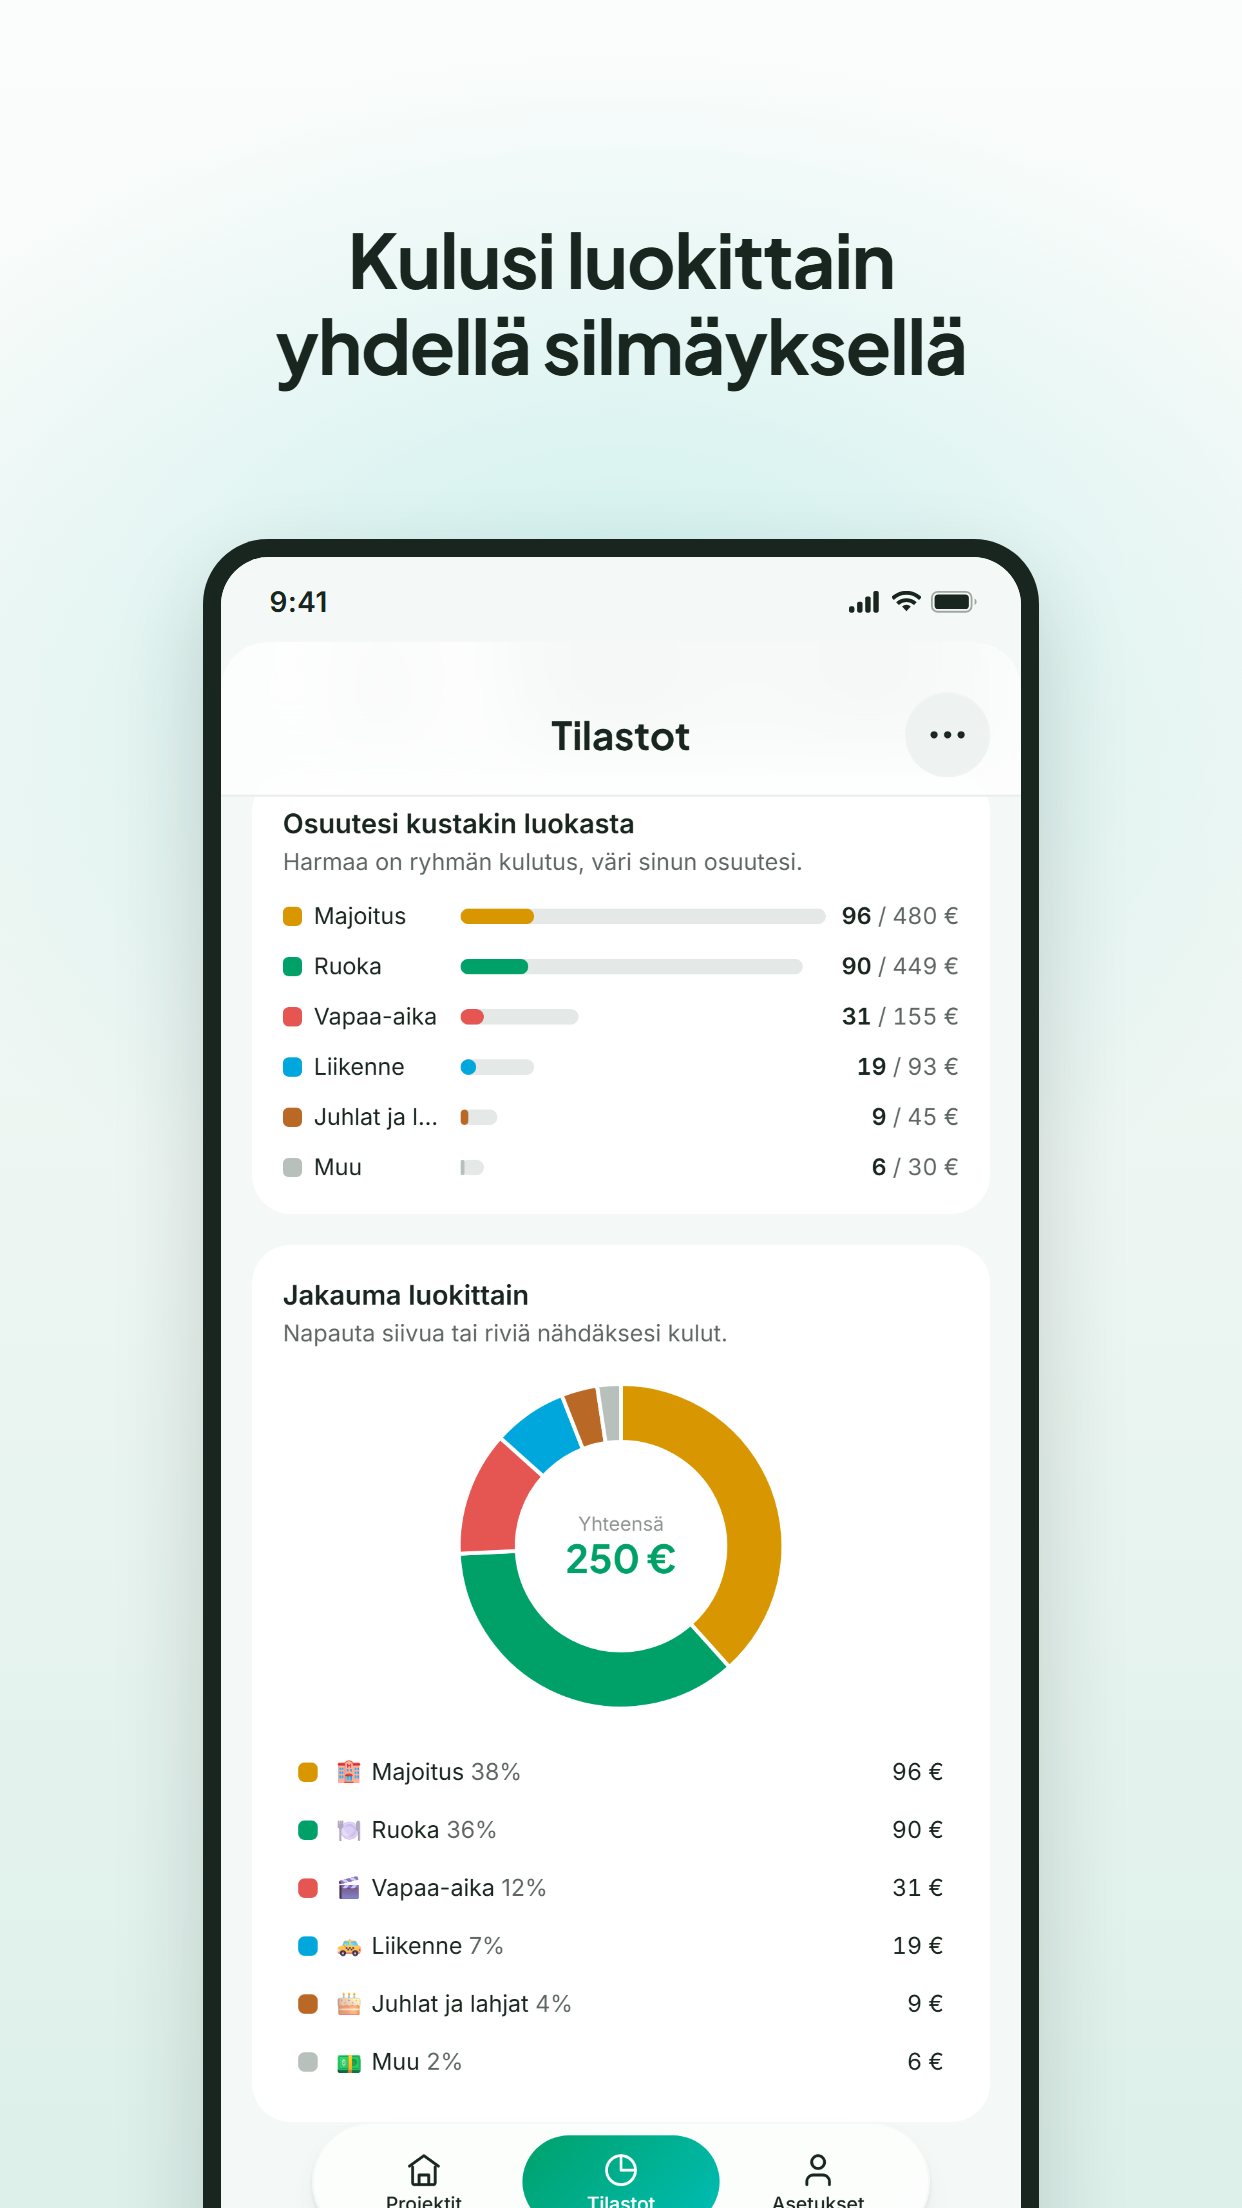 Kulusi luokittain
yhdellä silmäyksellä
9:41
Tilastot
Osuutesi kustakin luokasta
Harmaa on ryhmän kulutus, väri sinun osuutesi.
Majoitus 96 / 480 €
Ruoka 90 / 449 €
Vapaa-aika 31 / 155 €
Liikenne 19 / 93 €
Juhlat ja l... 9 / 45 €
Muu 6 / 30 €
Jakauma luokittain
Napauta siivua tai riviä nähdäksesi kulut.
Yhteensä
250 €
Majoitus 38% 96 €
Ruoka 36% 90 €
Vapaa-aika 12% 31 €
Liikenne 7% 19 €
Juhlat ja lahjat 4% 9 €
Muu 2% 6 €
Projektit Tilastot Asetukset